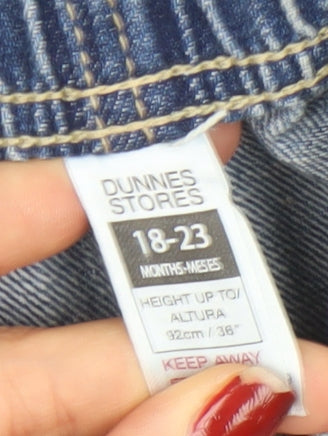 DUNNES
STORES
18-23
MONTHS-MESES
HEIGHT UP TO/
ALTURA
92cm / 36"
KEEP AWAY